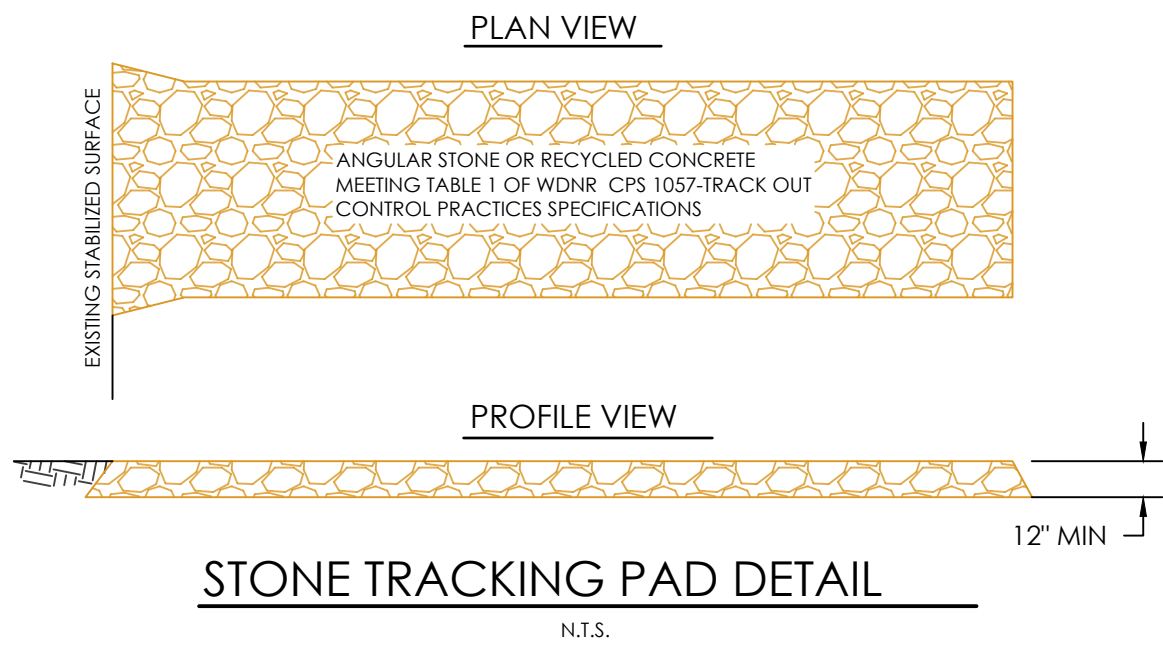 PLAN VIEW
EXISTING STABILIZED SURFACE
ANGULAR STONE OR RECYCLED CONCRETE
MEETING TABLE 1 OF WDNR CPS 1057-TRACK OUT
CONTROL PRACTICES SPECIFICATIONS
PROFILE VIEW
12" MIN
STONE TRACKING PAD DETAIL
N.T.S.